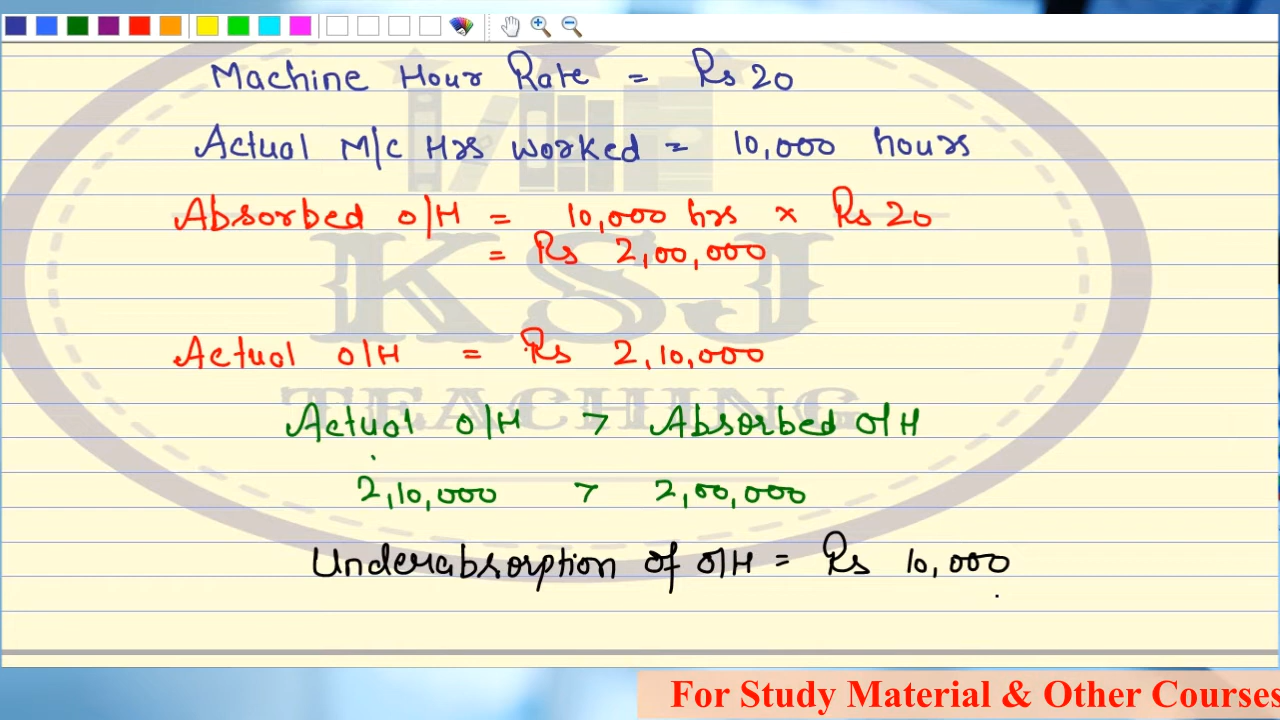 Machine Hour Rate = Rs 20
Actual M/c Hrs worked = 10,000 hours
Absorbed O/H = 10,000 hrs × Rs 20
= Rs 2,00,000
Actual O/H = Rs 2,10,000
Actual O/H > Absorbed O/H
2,10,000 > 2,00,000
Underabsorption of O/H = Rs 10,000
KSJ
TEACHING
For Study Material & Other Courses